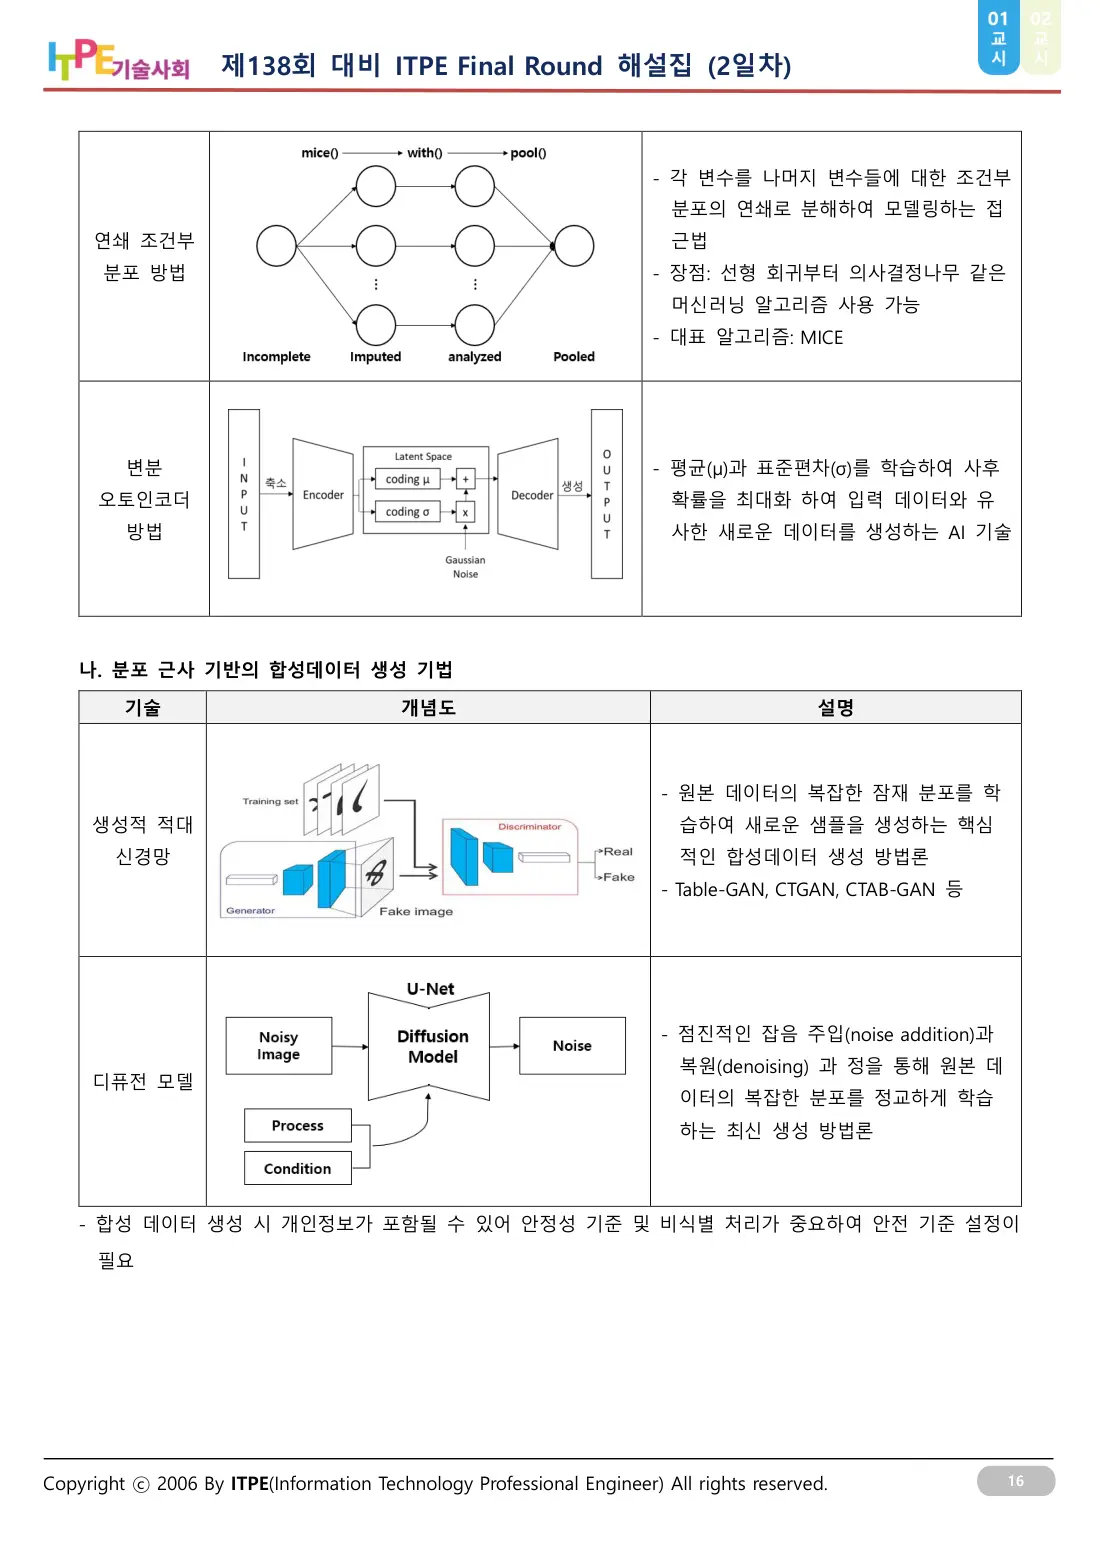 01
교
시
02
교
시
ITPE기술사회
제138회 대비 ITPE Final Round 해설집 (2일차)
연쇄 조건부
분포 방법
mice() with() pool()
⋮ ⋮
Incomplete Imputed analyzed Pooled
- 각 변수를 나머지 변수들에 대한 조건부
분포의 연쇄로 분해하여 모델링하는 접
근법
- 장점: 선형 회귀부터 의사결정나무 같은
머신러닝 알고리즘 사용 가능
- 대표 알고리즘: MICE
변분
오토인코더
방법
INPUT
축소
Encoder
Latent Space
coding μ +
coding σ x
Gaussian
Noise
Decoder
생성
OUTPUT
- 평균(μ)과 표준편차(σ)를 학습하여 사후
확률을 최대화 하여 입력 데이터와 유
사한 새로운 데이터를 생성하는 AI 기술
나. 분포 근사 기반의 합성데이터 생성 기법
기술 개념도 설명
생성적 적대
신경망
Training set
Discriminator
Real
Fake
Generator
Fake image
- 원본 데이터의 복잡한 잠재 분포를 학
습하여 새로운 샘플을 생성하는 핵심
적인 합성데이터 생성 방법론
- Table-GAN, CTGAN, CTAB-GAN 등
디퓨전 모델
U-Net
Noisy
Image
Diffusion
Model
Noise
Process
Condition
- 점진적인 잡음 주입(noise addition)과
복원(denoising) 과 정을 통해 원본 데
이터의 복잡한 분포를 정교하게 학습
하는 최신 생성 방법론
- 합성 데이터 생성 시 개인정보가 포함될 수 있어 안정성 기준 및 비식별 처리가 중요하여 안전 기준 설정이
필요
Copyright ⓒ 2006 By ITPE(Information Technology Professional Engineer) All rights reserved.
16